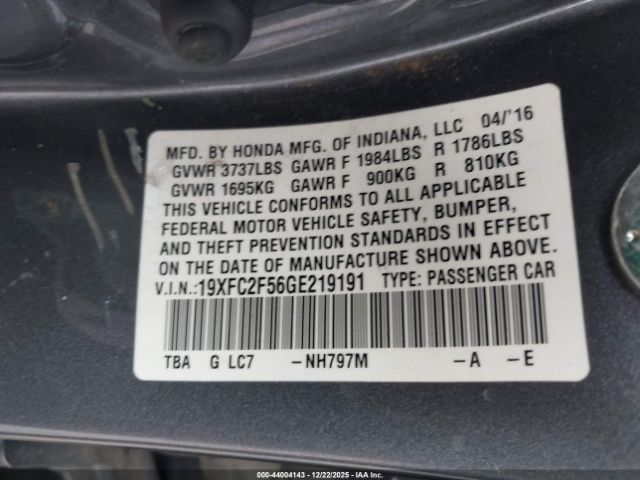 MFD. BY HONDA MFG. OF INDIANA, LLC 04/'16
GVWR 3737LBS GAWR F 1984LBS R 1786LBS
GVWR 1695KG GAWR F 900KG R 810KG
THIS VEHICLE CONFORMS TO ALL APPLICABLE
FEDERAL MOTOR VEHICLE SAFETY, BUMPER,
AND THEFT PREVENTION STANDARDS IN EFFECT
ON THE DATE OF MANUFACTURE SHOWN ABOVE.
V.I.N.:19XFC2F56GE219191 TYPE: PASSENGER CAR
TBA G LC7 -NH797M -A -E
IAA --- 44004143 --- 12/22/2025 --- IAA